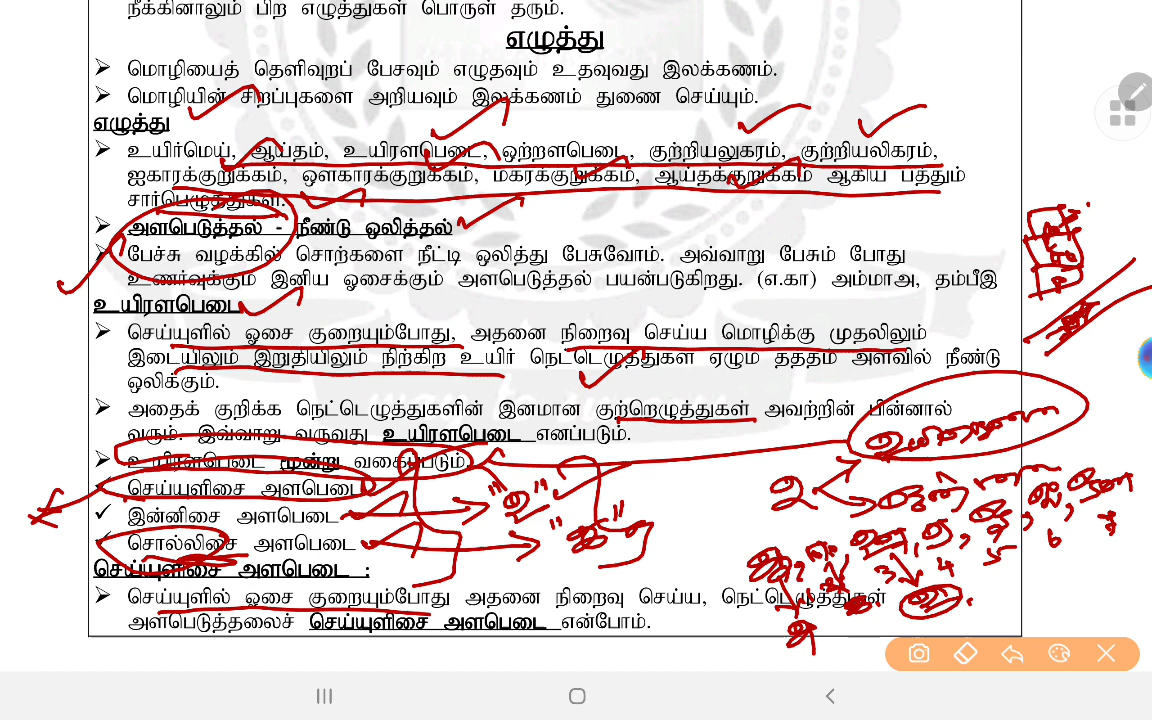 நீக்கினாலும் பிற எழுத்துகள் பொருள் தரும்.
எழுத்து
➢ மொழியைத் தெளிவுறப் பேசவும் எழுதவும் உதவுவது இலக்கணம்.
➢ மொழியின் சிறப்புகளை அறியவும் இலக்கணம் துணை செய்யும்.
எழுத்து
➢ உயிர்மெய், ஆய்தம், உயிரளபெடை, ஒற்றளபெடை, குற்றியலுகரம், குற்றியலிகரம்,
ஐகாரக்குறுக்கம், ஔகாரக்குறுக்கம், மகரக்குறுக்கம், ஆய்தக்குறுக்கம் ஆகிய பத்தும்
சார்பெழுத்துகள்.
➢ அளபெடுத்தல் - நீண்டு ஒலித்தல்
➢ பேச்சு வழக்கில் சொற்களை நீட்டி ஒலித்து பேசுவோம். அவ்வாறு பேசும் போது
உணர்வுக்கும் இனிய ஓசைக்கும் அளபெடுத்தல் பயன்படுகிறது. (எ.கா) அம்மாஅ, தம்பீஇ
உயிரளபெடை
➢ செய்யுளில் ஓசை குறையும்போது, அதனை நிறைவு செய்ய மொழிக்கு முதலிலும்
இடையிலும் இறுதியிலும் நிற்கிற உயிர் நெட்டெழுத்துகள் ஏழும் தத்தம் அளவில் நீண்டு
ஒலிக்கும்.
➢ அதைக் குறிக்க நெட்டெழுத்துகளின் இனமான குற்றெழுத்துகள் அவற்றின் பின்னால்
வரும். இவ்வாறு வருவது உயிரளபெடை எனப்படும்.
➢ உயிரளபெடை மூன்று வகைப்படும்
✓ செய்யுளிசை அளபெடை
✓ இன்னிசை அளபெடை
"உ"
✓ சொல்லிசை அளபெடை
"இ"
செய்யுளிசை அளபெடை :
➢ செய்யுளில் ஓசை குறையும்போது அதனை நிறைவு செய்ய, நெட்டெழுத்துகள்
அளபெடுத்தலைச் செய்யுளிசை அளபெடை என்போம்.